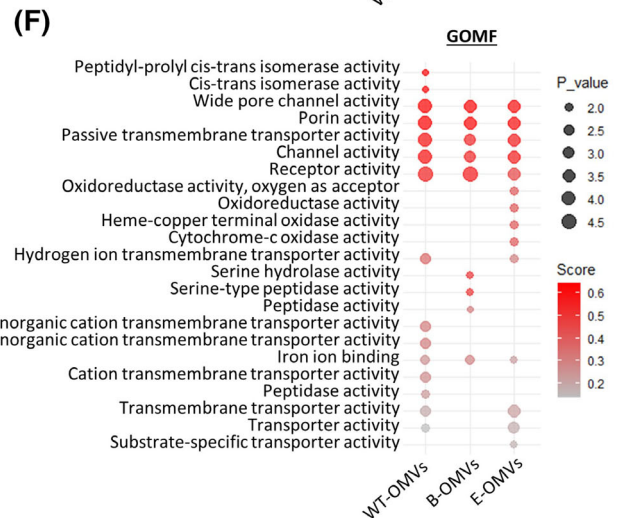 (F)
GOMF
Peptidyl-prolyl cis-trans isomerase activity
Cis-trans isomerase activity
Wide pore channel activity
Porin activity
Passive transmembrane transporter activity
Channel activity
Receptor activity
Oxidoreductase activity, oxygen as acceptor
Oxidoreductase activity
Heme-copper terminal oxidase activity
Cytochrome-c oxidase activity
Hydrogen ion transmembrane transporter activity
Serine hydrolase activity
Serine-type peptidase activity
Peptidase activity
norganic cation transmembrane transporter activity
norganic cation transmembrane transporter activity
Iron ion binding
Cation transmembrane transporter activity
Peptidase activity
Transmembrane transporter activity
Transporter activity
Substrate-specific transporter activity
WT-OMVs
B-OMVs
E-OMVs
P_value
2.0
2.5
3.0
3.5
4.0
4.5
Score
0.6
0.5
0.4
0.3
0.2